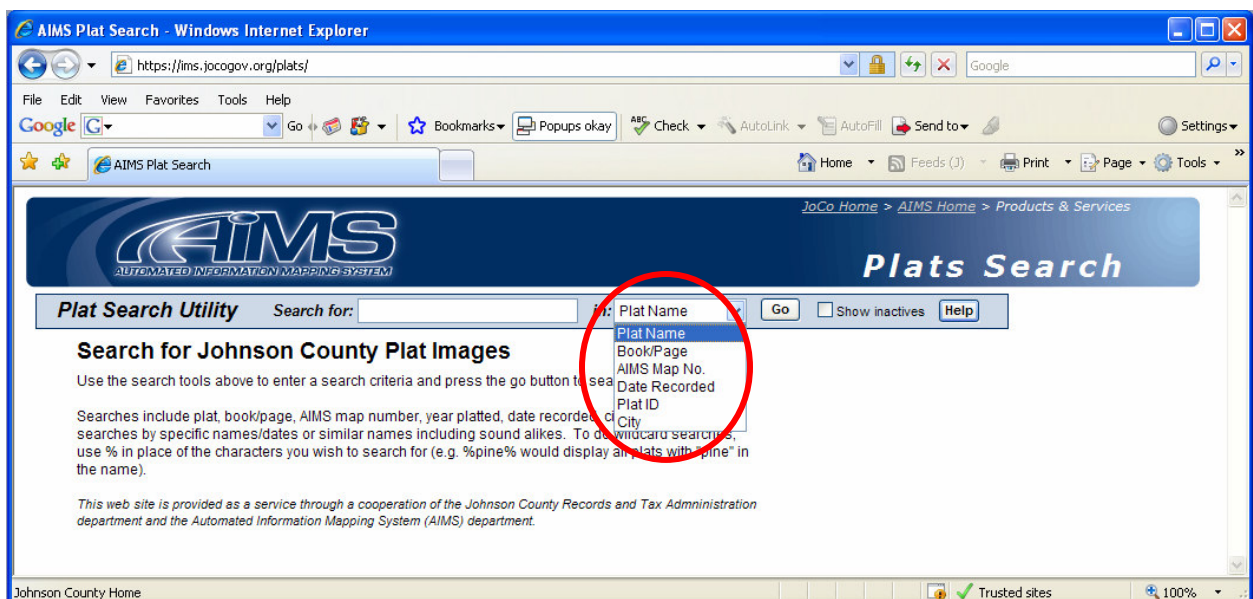 AIMS Plat Search - Windows Internet Explorer
https://ims.jocogov.org/plats/
Google
File Edit View Favorites Tools Help
Google G Go Bookmarks Popups okay ABC Check AutoLink AutoFill Send to Settings
AIMS Plat Search Home Feeds (J) Print Page Tools »
JoCo Home > AIMS Home > Products & Services
AIMS
AUTOMATED INFORMATION MAPPING SYSTEM
Plats Search
Plat Search Utility Search for: in: Plat Name Go Show inactives Help
Plat Name
Book/Page
AIMS Map No.
Date Recorded
Plat ID
City
Search for Johnson County Plat Images
Use the search tools above to enter a search criteria and press the go button to
Searches include plat, book/page, AIMS map number, year platted, date recorded,
searches by specific names/dates or similar names including sound alikes. To do wildcard searches,
use % in place of the characters you wish to search for (e.g. %pine% would display all plats with "pine" in
the name).
This web site is provided as a service through a cooperation of the Johnson County Records and Tax Admninistration
department and the Automated Information Mapping System (AIMS) department.
Johnson County Home Trusted sites 100%